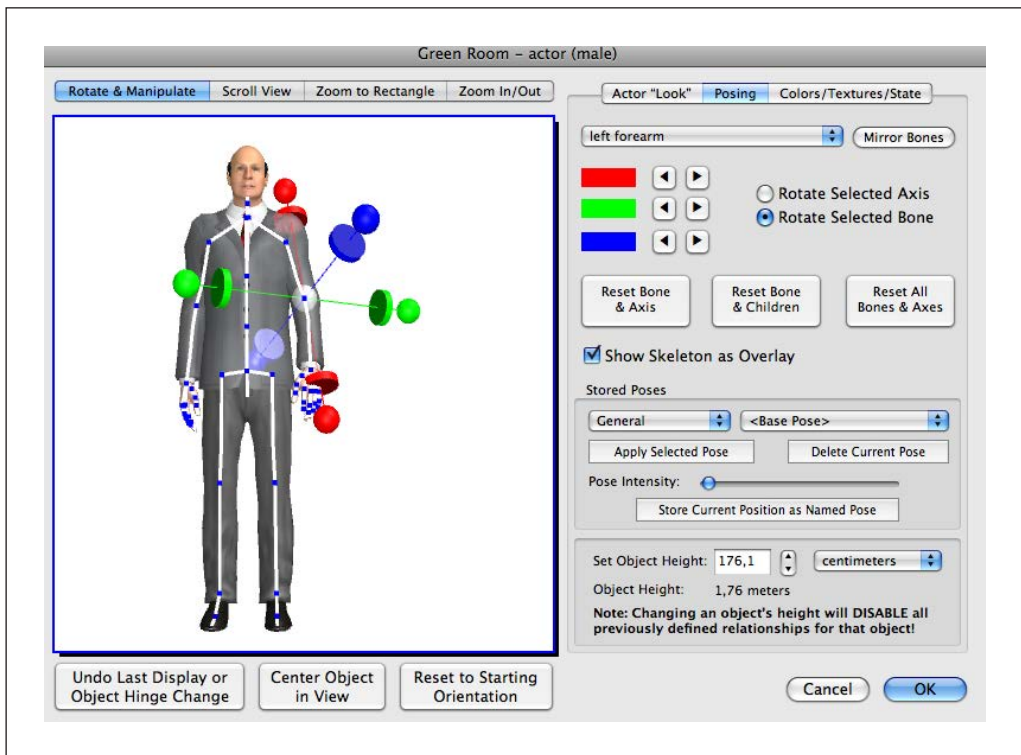 Green Room – actor (male)
Rotate & Manipulate
Scroll View
Zoom to Rectangle
Zoom In/Out
Actor "Look"
Posing
Colors/Textures/State
left forearm
Mirror Bones
Rotate Selected Axis
Rotate Selected Bone
Reset Bone
& Axis
Reset Bone
& Children
Reset All
Bones & Axes
Show Skeleton as Overlay
Stored Poses
General
<Base Pose>
Apply Selected Pose
Delete Current Pose
Pose Intensity:
Store Current Position as Named Pose
Set Object Height: 176,1
centimeters
Object Height: 1,76 meters
Note: Changing an object's height will DISABLE all
previously defined relationships for that object!
Undo Last Display or
Object Hinge Change
Center Object
in View
Reset to Starting
Orientation
Cancel
OK